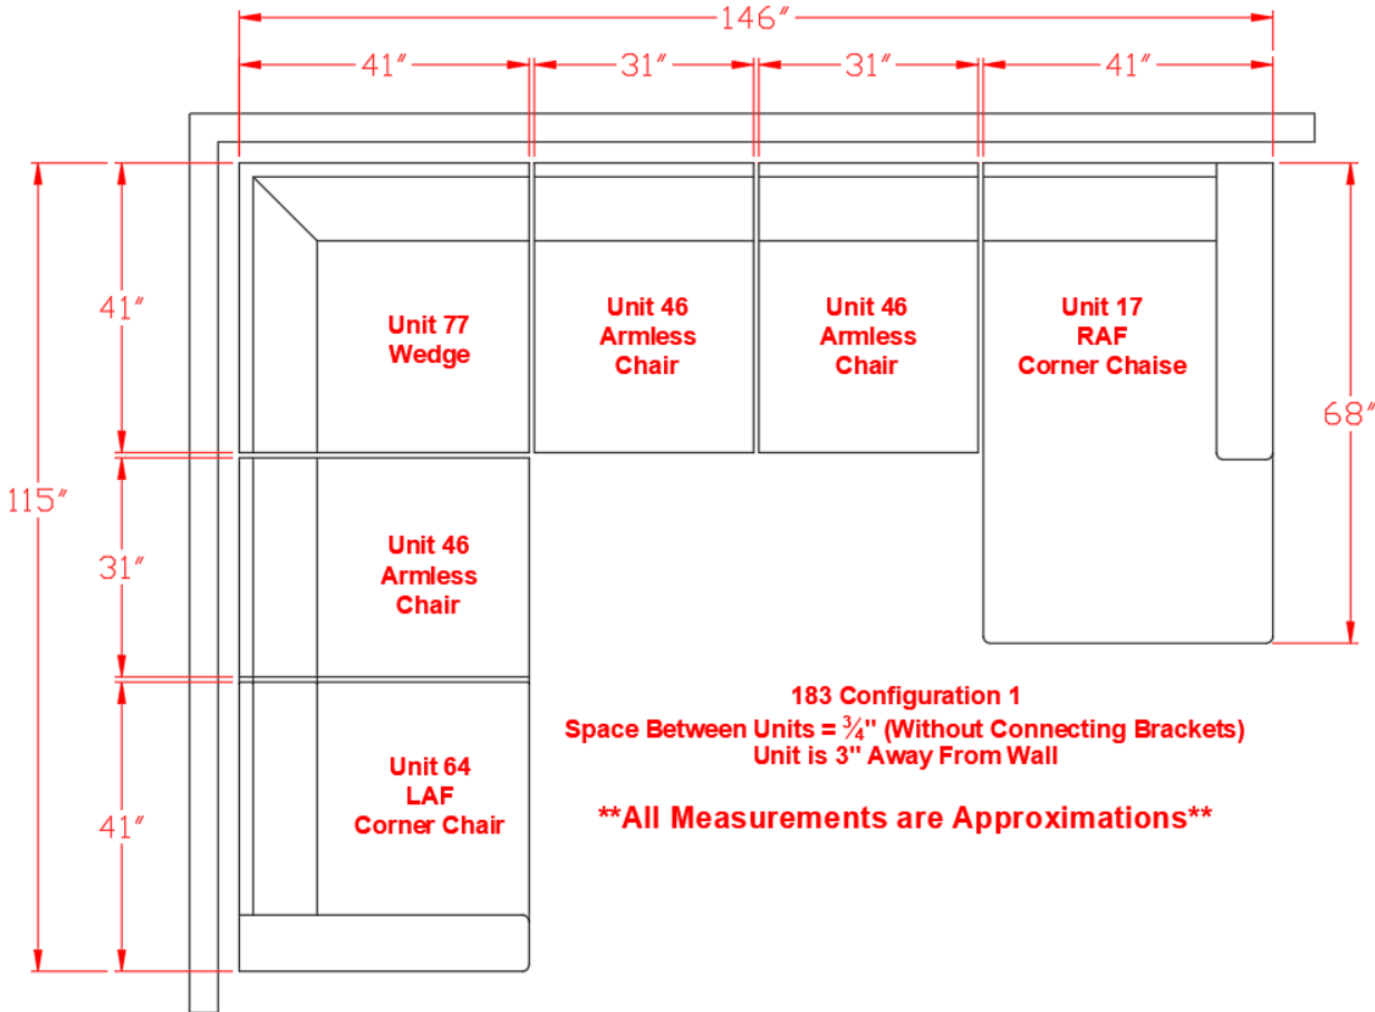 146"
41"
31"
31"
41"
41"
Unit 77
Wedge
Unit 46
Armless
Chair
Unit 46
Armless
Chair
Unit 17
RAF
Corner Chaise
68"
115"
31"
Unit 46
Armless
Chair
41"
Unit 64
LAF
Corner Chair
183 Configuration 1
Space Between Units = ¾" (Without Connecting Brackets)
Unit is 3" Away From Wall
**All Measurements are Approximations**